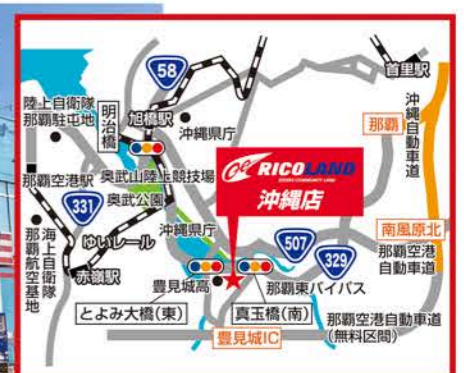 58
首里駅
陸上自衛隊
那覇駐屯地
明治橋
旭橋駅
沖縄県庁
那覇
沖縄自動車道
RICOLAND
沖縄店
奥武山陸上競技場
那覇空港駅
331
奥武公園
ゆいレール
沖縄県庁
海上自衛隊
那覇航空基地
赤嶺駅
507
329
南風原北
那覇空港
自動車道
豊見城高
那覇東バイパス
とよみ大橋(東)
真玉橋(南)
豊見城IC
那覇空港自動車道
(無料区間)